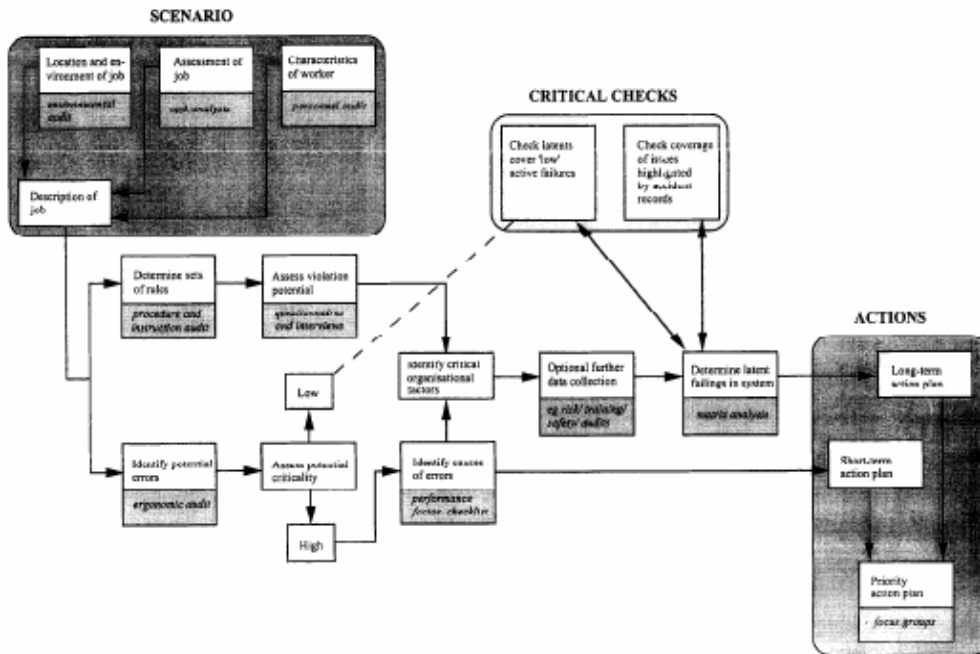 SCENARIO
Location and en-
vironment of job
environmental
audit
Assessment of
job
task analysis
Characteristics
of worker
personnel audit
Description of
job
CRITICAL CHECKS
Check latents
cover 'low'
active failures
Check coverage
of issues
highlighted
by accident
records
Determine sets
of rules
procedure and
instruction audit
Assess violation
potential
questionnaires
and interviews
Low
Identify critical
organisational
factors
Optional further
data collection
eg risk/ training/
safety/ audits
Determine latent
failings in system
matrix analysis
ACTIONS
Long-term
action plan
Short-term
action plan
Identify potential
errors
ergonomic audit
Assess potential
criticality
High
Identify causes
of errors
performance
factor checklist
Priority
action plan
focus groups